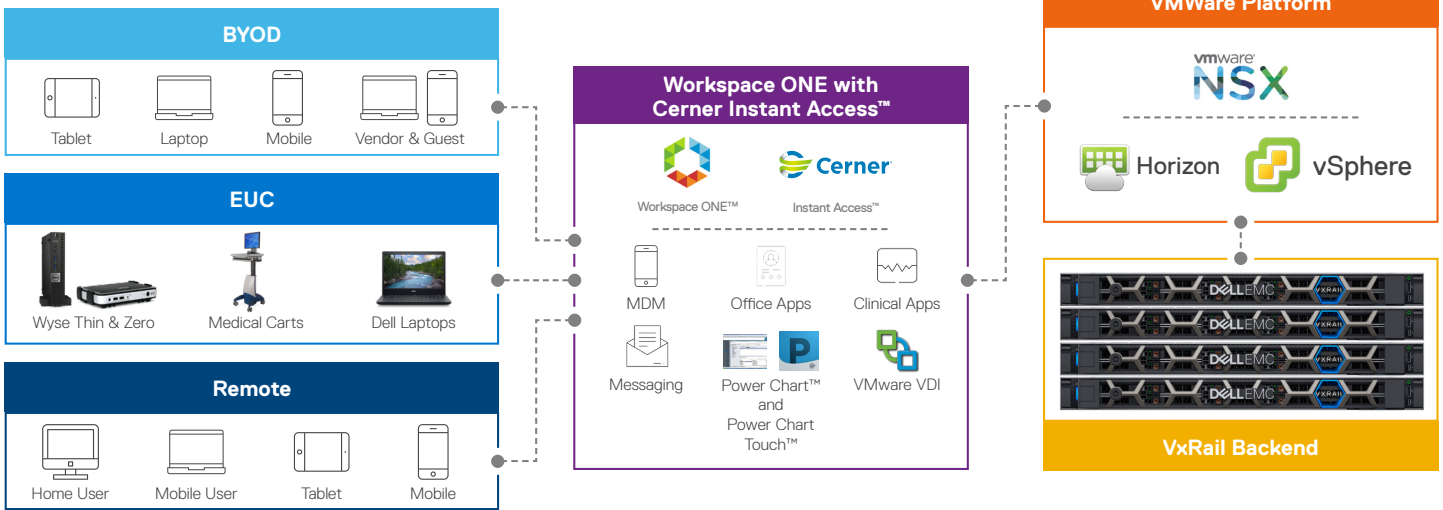 BYOD
Tablet
Laptop
Mobile
Vendor & Guest
EUC
Wyse Thin & Zero
Medical Carts
Dell Laptops
Remote
Home User
Mobile User
Tablet
Mobile
Workspace ONE with
Cerner Instant Access™
Cerner
Workspace ONE™
Instant Access™
MDM
Office Apps
Clinical Apps
Messaging
P
Power Chart™
and
Power Chart
Touch™
VMware VDI
VMWare Platform
vmware
NSX
Horizon
vSphere
DELLEMC VXRAIL
DELLEMC VXRAIL
DELLEMC VXRAIL
DELLEMC VXRAIL
VxRail Backend